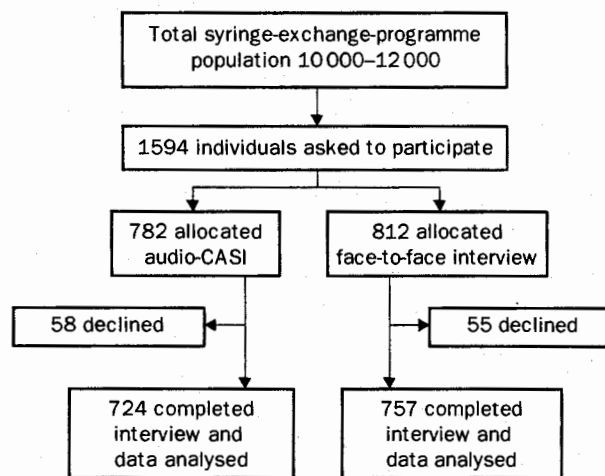 Total syringe-exchange-programme
population 10 000–12 000
1594 individuals asked to participate
782 allocated
audio-CASI
812 allocated
face-to-face interview
58 declined
55 declined
724 completed
interview and
data analysed
757 completed
interview and
data analysed